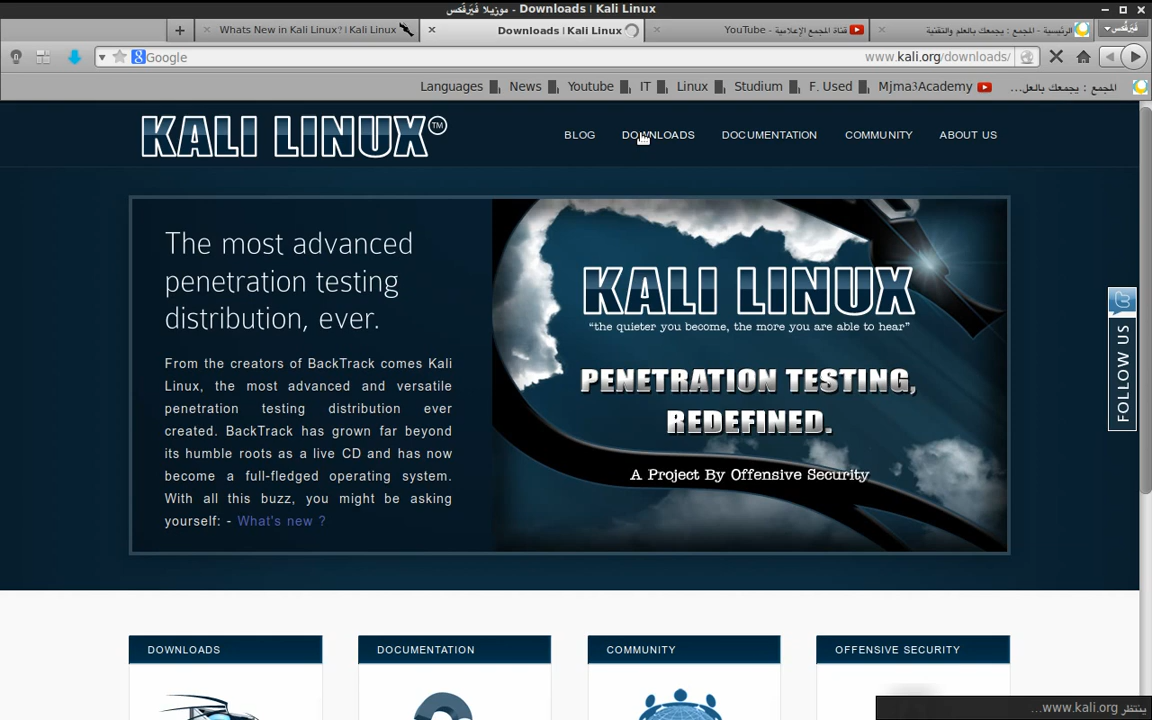 Downloads | Kali Linux - موزيلا فَيَرفُكس
Whats New in Kali Linux? | Kali Linux
Downloads | Kali Linux
قناة المجمع الإعلامية - YouTube
الرئيسية - المجمع : يجمعك بالعلم والتقنية
فَيَرفُكس
Google
www.kali.org/downloads/
Languages
News
Youtube
IT
Linux
Studium
F. Used
Mjma3Academy
المجمع : يجمعك بالعل...
KALI LINUX TM
BLOG
DOWNLOADS
DOCUMENTATION
COMMUNITY
ABOUT US
The most advanced
penetration testing
distribution, ever.
From the creators of BackTrack comes Kali
Linux, the most advanced and versatile
penetration testing distribution ever
created. BackTrack has grown far beyond
its humble roots as a live CD and has now
become a full-fledged operating system.
With all this buzz, you might be asking
yourself: - What's new ?
KALI LINUX
“the quieter you become, the more you are able to hear”
PENETRATION TESTING,
REDEFINED.
A Project By Offensive Security
FOLLOW US
DOWNLOADS
DOCUMENTATION
COMMUNITY
OFFENSIVE SECURITY
ينتظر www.kali.org...